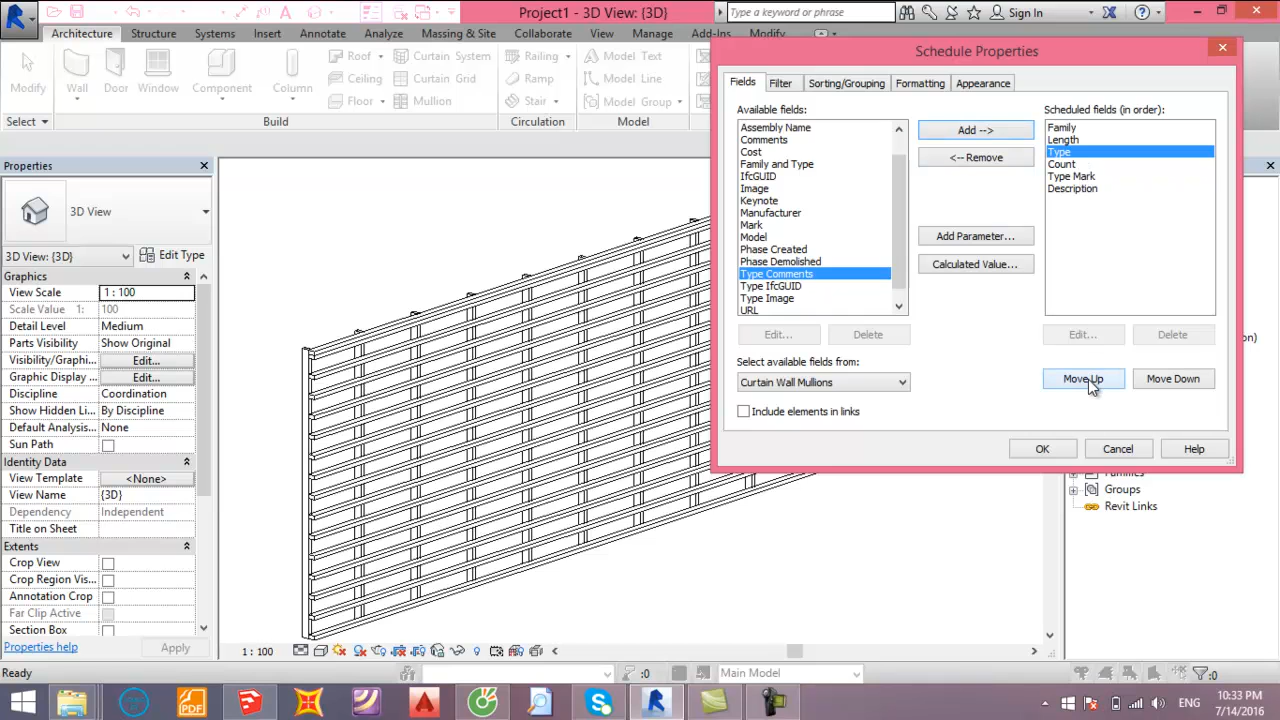 Project1 - 3D View: {3D}
Type a keyword or phrase
Sign In
Architecture
Structure
Systems
Insert
Annotate
Analyze
Massing & Site
Collaborate
View
Manage
Add-Ins
Modify
Modify
Wall
Door
Window
Component
Column
Roof
Ceiling
Floor
Curtain System
Curtain Grid
Mullion
Railing
Ramp
Stair
Model Text
Model Line
Model Group
Select
Build
Circulation
Model
Schedule Properties
Fields
Filter
Sorting/Grouping
Formatting
Appearance
Available fields:
Assembly Name
Comments
Cost
Family and Type
IfcGUID
Image
Keynote
Manufacturer
Mark
Model
Phase Created
Phase Demolished
Type Comments
Type IfcGUID
Type Image
URL
Add -->
<-- Remove
Add Parameter...
Calculated Value...
Scheduled fields (in order):
Family
Length
Type
Count
Type Mark
Description
Edit...
Delete
Edit...
Delete
Select available fields from:
Curtain Wall Mullions
Move Up
Move Down
Include elements in links
OK
Cancel
Help
Properties
3D View
3D View: {3D}
Edit Type
Graphics
View Scale
1 : 100
Scale Value 1:
100
Detail Level
Medium
Parts Visibility
Show Original
Visibility/Graphi...
Edit...
Graphic Display ...
Edit...
Discipline
Coordination
Show Hidden Li...
By Discipline
Default Analysis...
None
Sun Path
Identity Data
View Template
<None>
View Name
{3D}
Dependency
Independent
Title on Sheet
Extents
Crop View
Crop Region Vis...
Annotation Crop
Far Clip Active
Section Box
Properties help
Apply
1 : 100
Families
Groups
Revit Links
Ready
:0
Main Model
:0
ENG
10:33 PM
7/14/2016